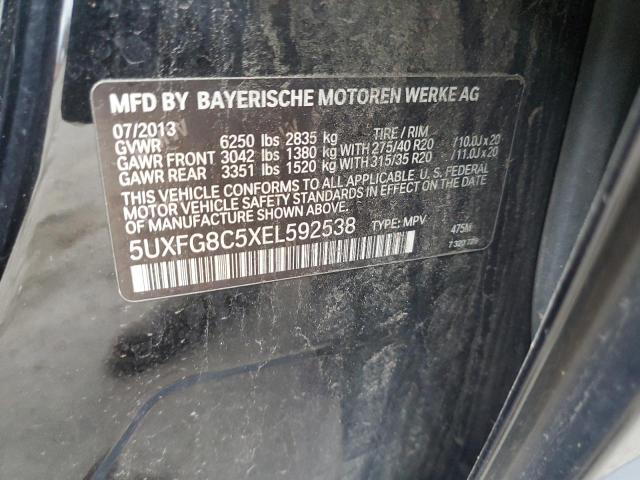 MFD BY BAYERISCHE MOTOREN WERKE AG
07/2013 TIRE / RIM
GVWR 6250 lbs 2835 kg
GAWR FRONT 3042 lbs 1380 kg WITH 275/40 R20 /10.0J x 20
GAWR REAR 3351 lbs 1520 kg WITH 315/35 R20 /11.0J x 20
THIS VEHICLE CONFORMS TO ALL APPLICABLE U. S. FEDERAL
MOTOR VEHICLE SAFETY STANDARDS IN EFFECT ON THE
DATE OF MANUFACTURE SHOWN ABOVE.
5UXFG8C5XEL592538 TYPE: MPV 475M